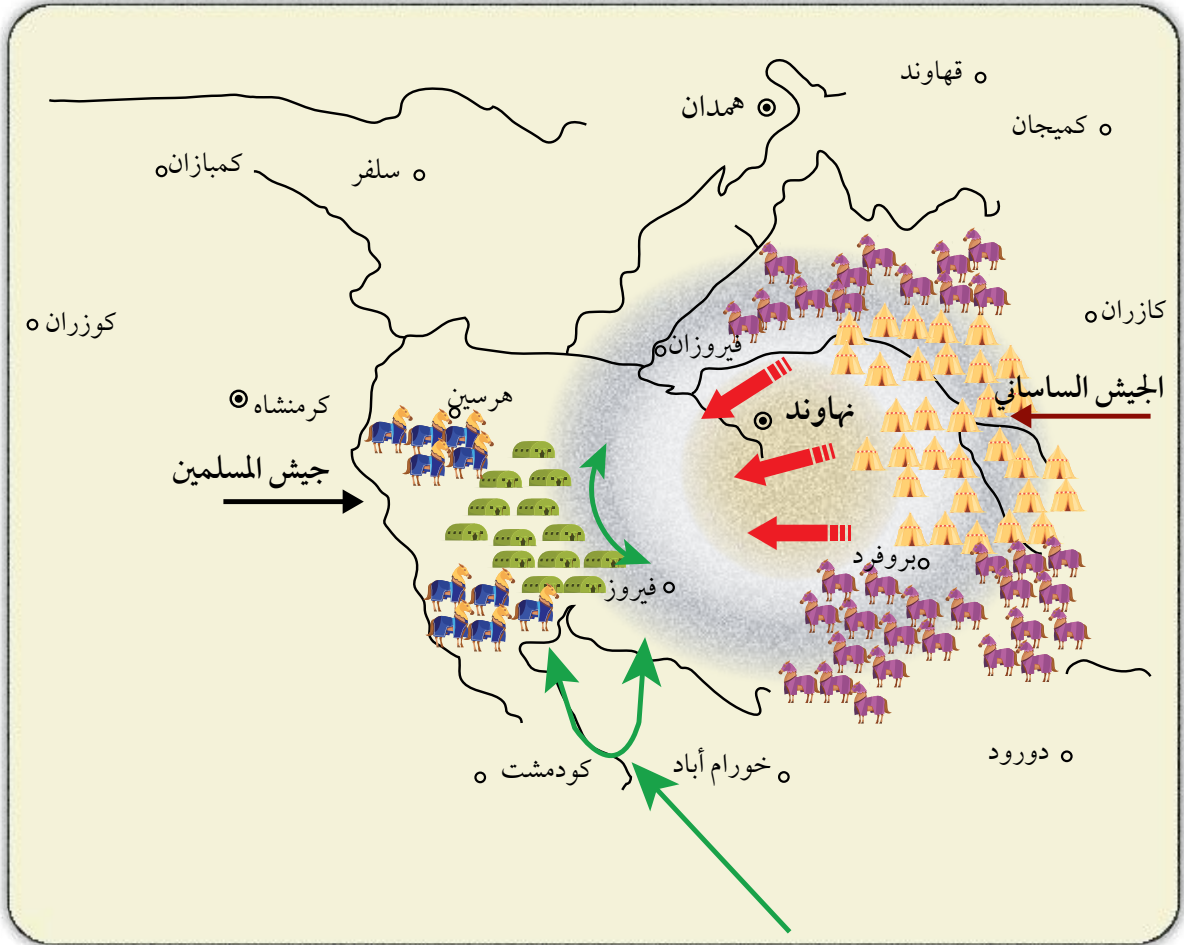 قهاوند
همدان
كميجان
كمبازان
سلفر
كازران
كوزران
فيروزان
الجيش الساساني
هرسين
كرمنشاه
نهاوند
جيش المسلمين
بروفرد
فيروز
دورود
خورام أباد
كودمشت